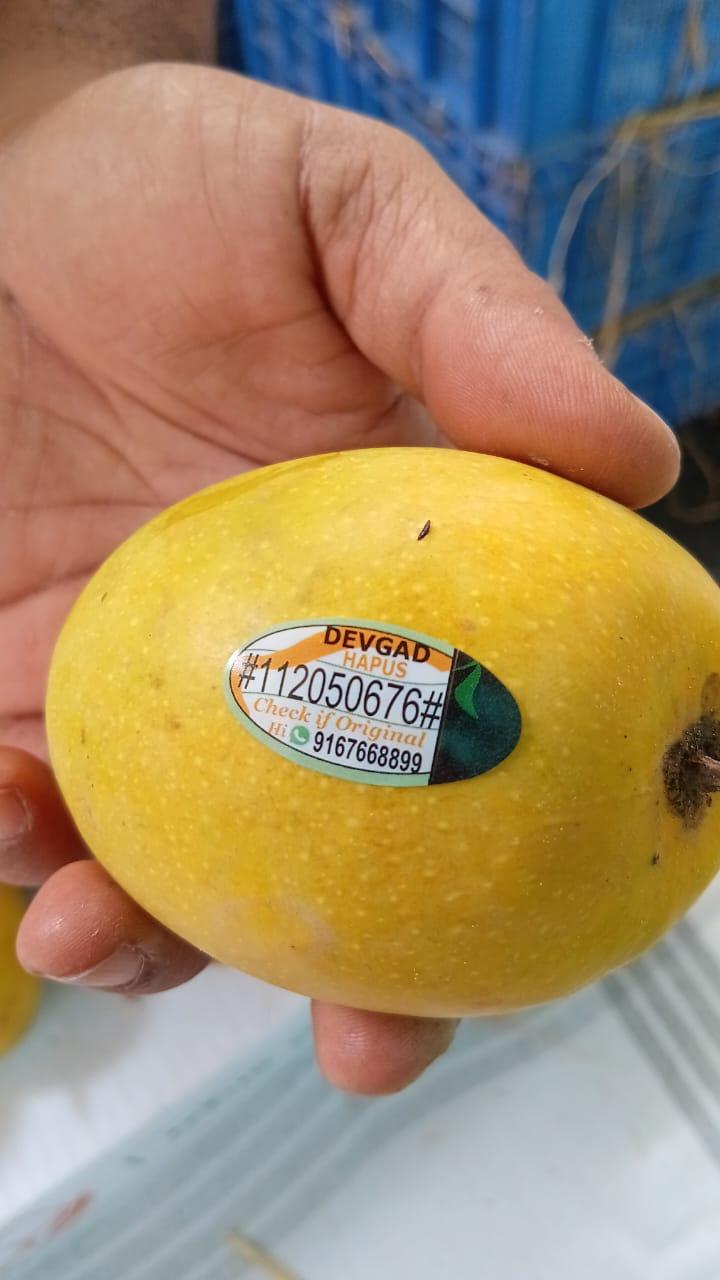 DEVGAD
HAPUS
#112050676#
Check if Original
Hi 9167668899